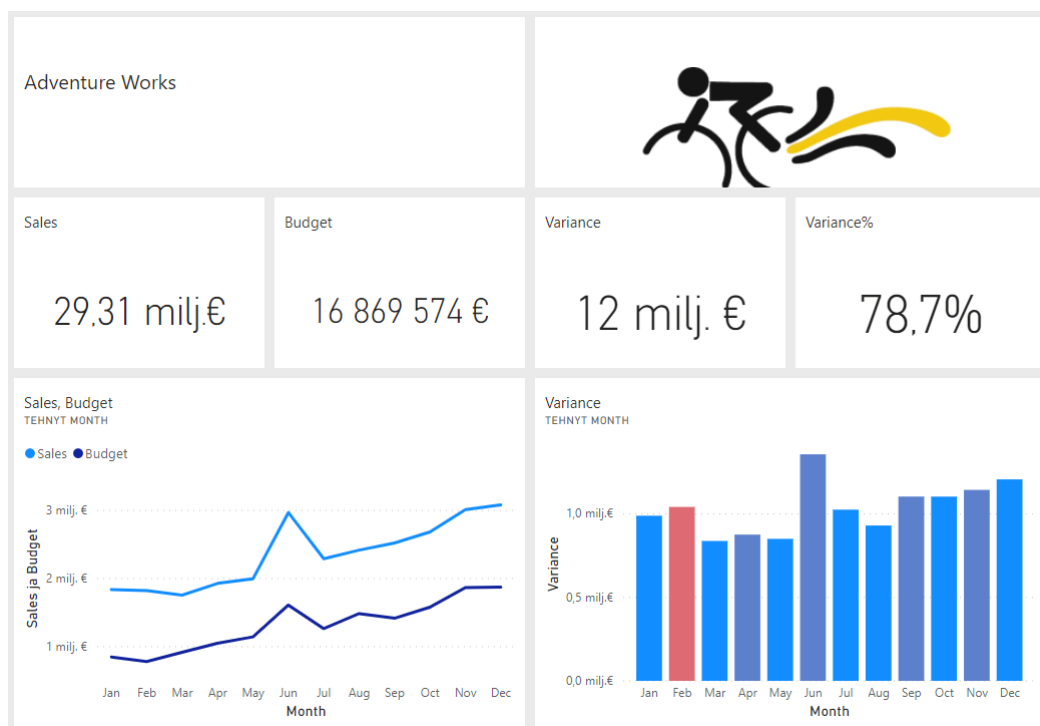 Adventure Works
Sales
Budget
Variance
Variance%
29,31 milj.€
16 869 574 €
12 milj. €
78,7%
Sales, Budget
TEHNYT MONTH
Sales Budget
Sales ja Budget
3 milj. €
2 milj. €
1 milj. €
Jan Feb Mar Apr May Jun Jul Aug Sep Oct Nov Dec
Month
Variance
TEHNYT MONTH
Variance
1,0 milj.€
0,5 milj.€
0,0 milj.€
Jan Feb Mar Apr May Jun Jul Aug Sep Oct Nov Dec
Month